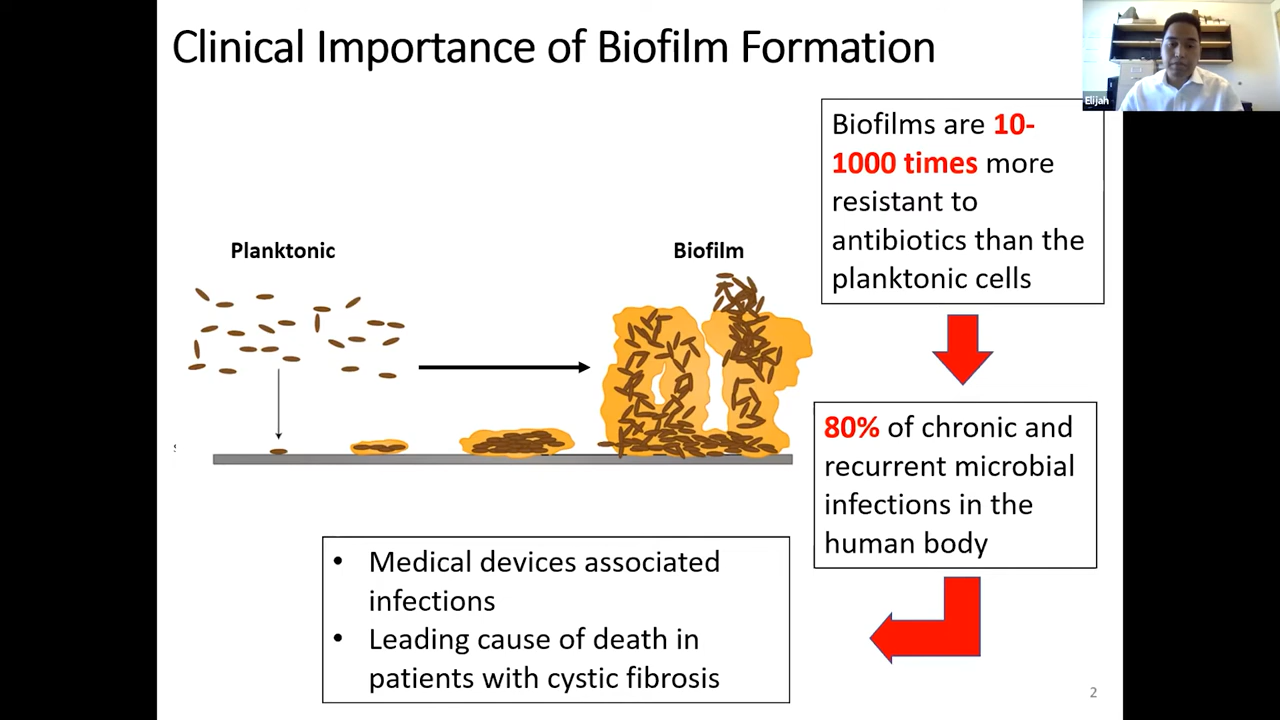 Clinical Importance of Biofilm Formation
Elijah
Biofilms are 10-
1000 times more
resistant to
antibiotics than the
planktonic cells
Planktonic
Biofilm
80% of chronic and
recurrent microbial
infections in the
human body
• Medical devices associated
infections
• Leading cause of death in
patients with cystic fibrosis
2